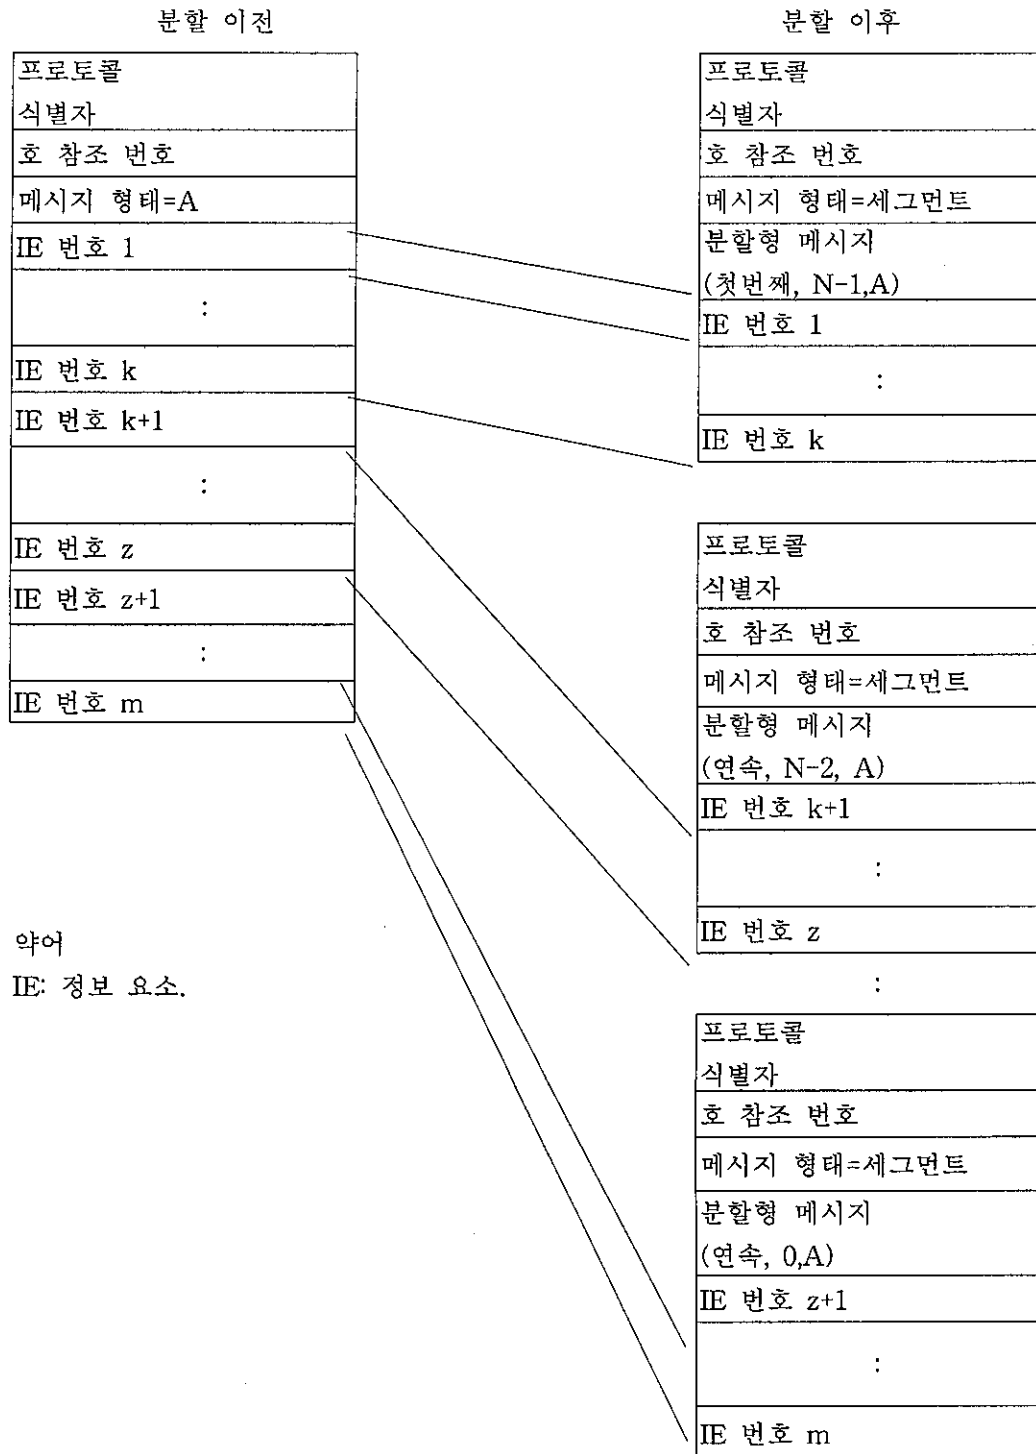 분할 이전
프로토콜
식별자
호 참조 번호
메시지 형태=A
IE 번호 1
:
IE 번호 k
IE 번호 k+1
:
IE 번호 z
IE 번호 z+1
:
IE 번호 m
약어
IE: 정보 요소.
분할 이후
프로토콜
식별자
호 참조 번호
메시지 형태=세그먼트
분할형 메시지
(첫번째, N-1,A)
IE 번호 1
:
IE 번호 k
프로토콜
식별자
호 참조 번호
메시지 형태=세그먼트
분할형 메시지
(연속, N-2, A)
IE 번호 k+1
:
IE 번호 z
:
프로토콜
식별자
호 참조 번호
메시지 형태=세그먼트
분할형 메시지
(연속, 0,A)
IE 번호 z+1
:
IE 번호 m